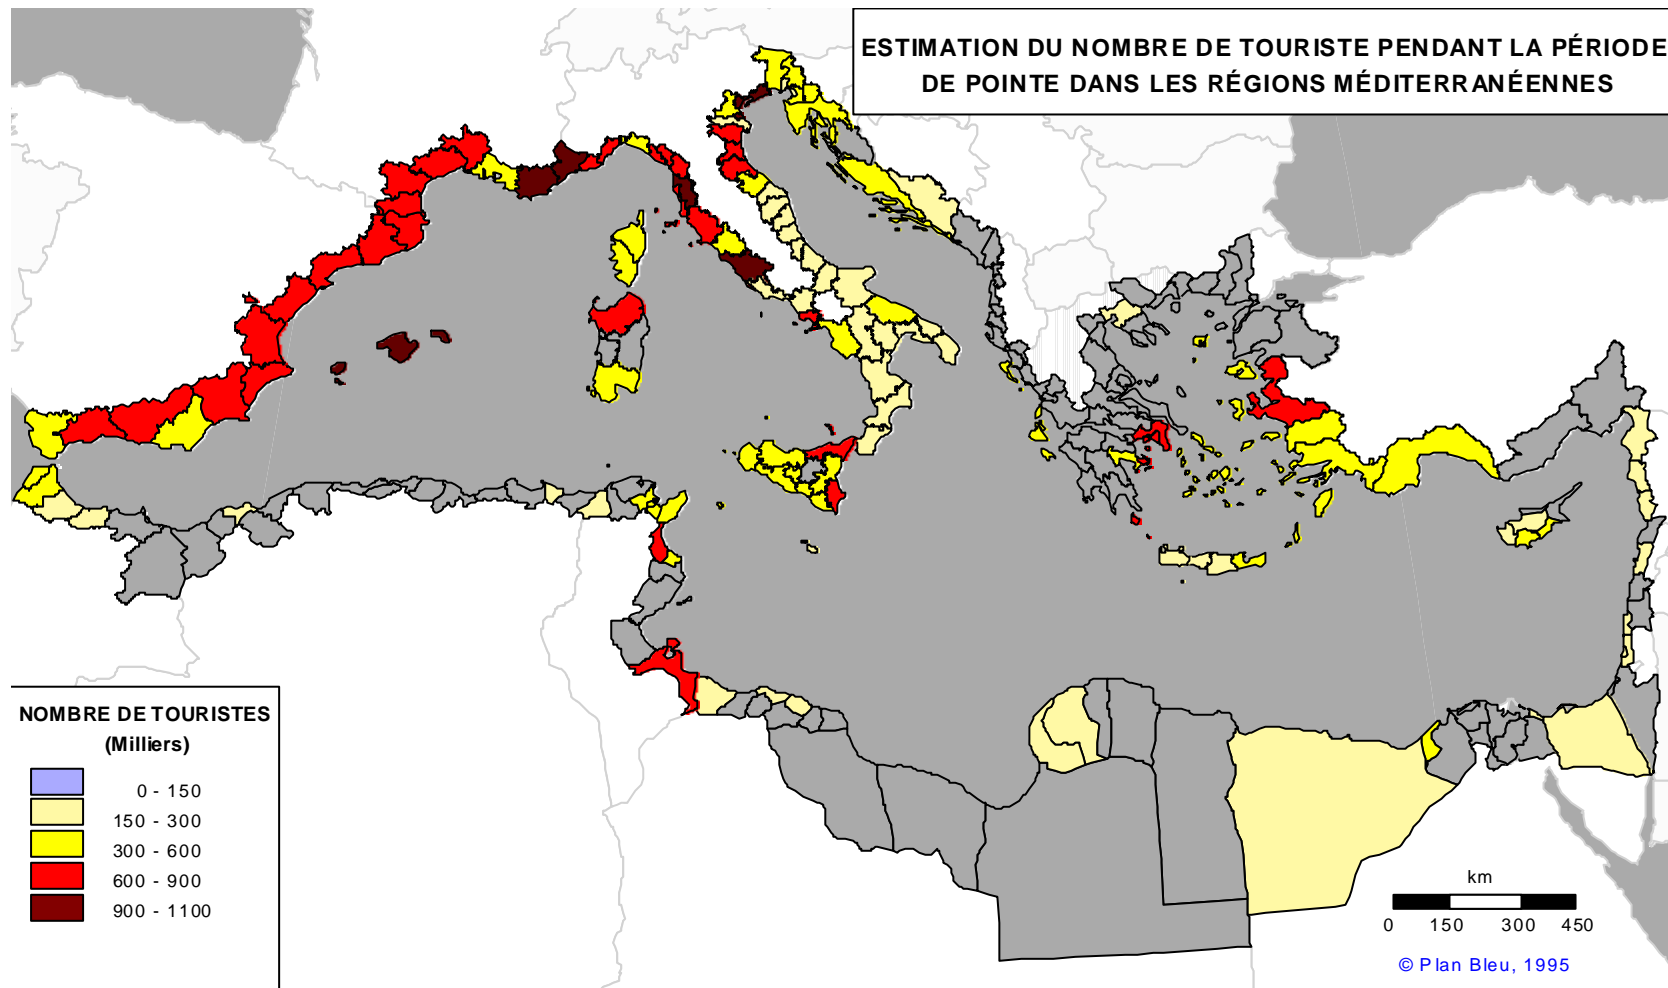 ESTIMATION DU NOMBRE DE TOURISTE PENDANT LA PÉRIODE
DE POINTE DANS LES RÉGIONS MÉDITERRANÉENNES
NOMBRE DE TOURISTES
(Milliers)
0 - 150
150 - 300
300 - 600
600 - 900
900 - 1100
km
0 150 300 450
© Plan Bleu, 1995